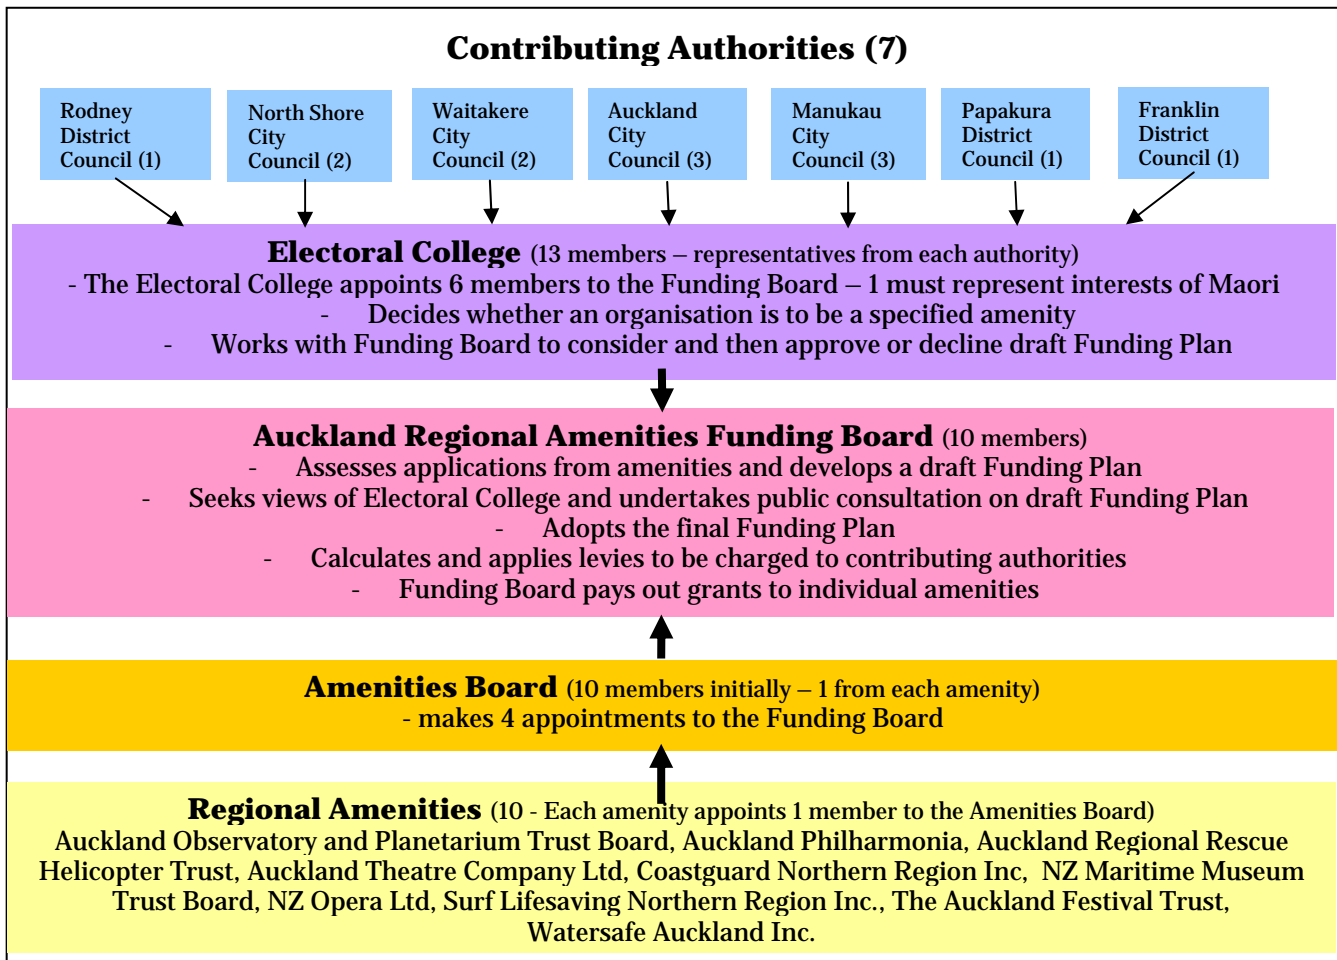 Contributing Authorities (7)
Rodney
District
Council (1)
North Shore
City
Council (2)
Waitakere
City
Council (2)
Auckland
City
Council (3)
Manukau
City
Council (3)
Papakura
District
Council (1)
Franklin
District
Council (1)
Electoral College (13 members – representatives from each authority)
- The Electoral College appoints 6 members to the Funding Board – 1 must represent interests of Maori
- Decides whether an organisation is to be a specified amenity
- Works with Funding Board to consider and then approve or decline draft Funding Plan
Auckland Regional Amenities Funding Board (10 members)
- Assesses applications from amenities and develops a draft Funding Plan
- Seeks views of Electoral College and undertakes public consultation on draft Funding Plan
- Adopts the final Funding Plan
- Calculates and applies levies to be charged to contributing authorities
- Funding Board pays out grants to individual amenities
Amenities Board (10 members initially – 1 from each amenity)
- makes 4 appointments to the Funding Board
Regional Amenities (10 - Each amenity appoints 1 member to the Amenities Board)
Auckland Observatory and Planetarium Trust Board, Auckland Philharmonia, Auckland Regional Rescue
Helicopter Trust, Auckland Theatre Company Ltd, Coastguard Northern Region Inc, NZ Maritime Museum
Trust Board, NZ Opera Ltd, Surf Lifesaving Northern Region Inc., The Auckland Festival Trust,
Watersafe Auckland Inc.